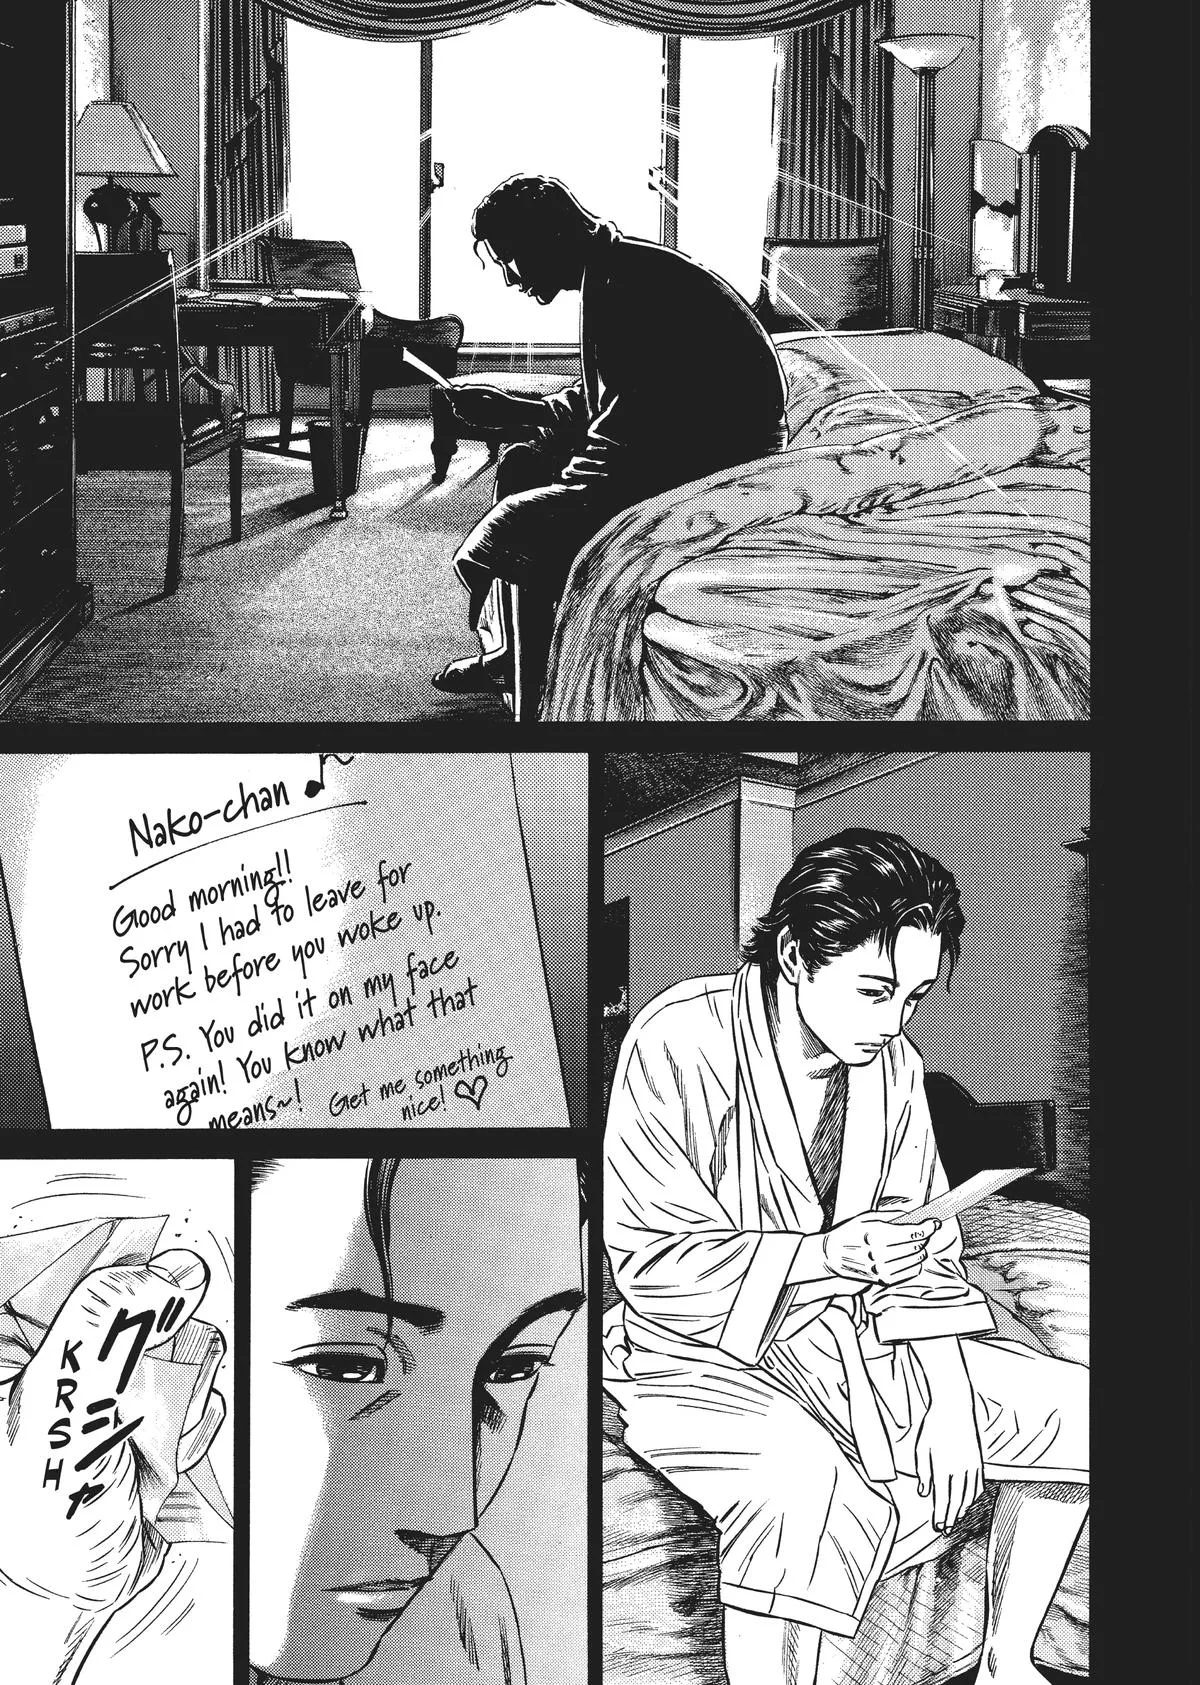 Nako-chan ♪
Good morning!!
Sorry I had to leave for
work before you woke up.
P.S. You did it on my face
again! You know what that
means~! Get me something
nice! ♡
グシャ
KRSH